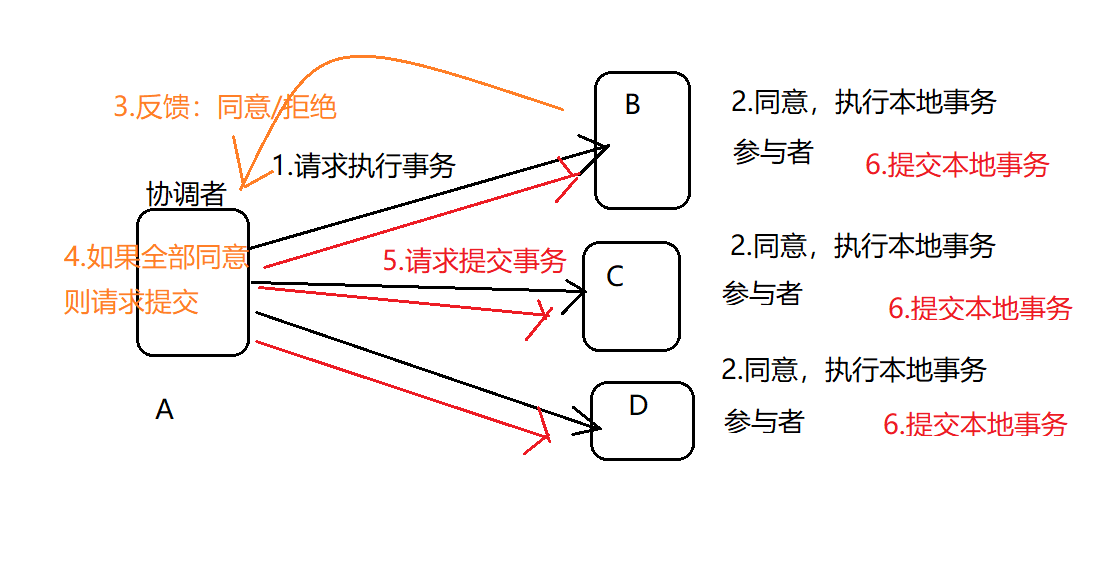 3.反馈：同意/拒绝
1.请求执行事务
协调者
4.如果全部同意
则请求提交
A
5.请求提交事务
B
2.同意，执行本地事务
参与者
6.提交本地事务
C
2.同意，执行本地事务
参与者
6.提交本地事务
D
2.同意，执行本地事务
参与者
6.提交本地事务